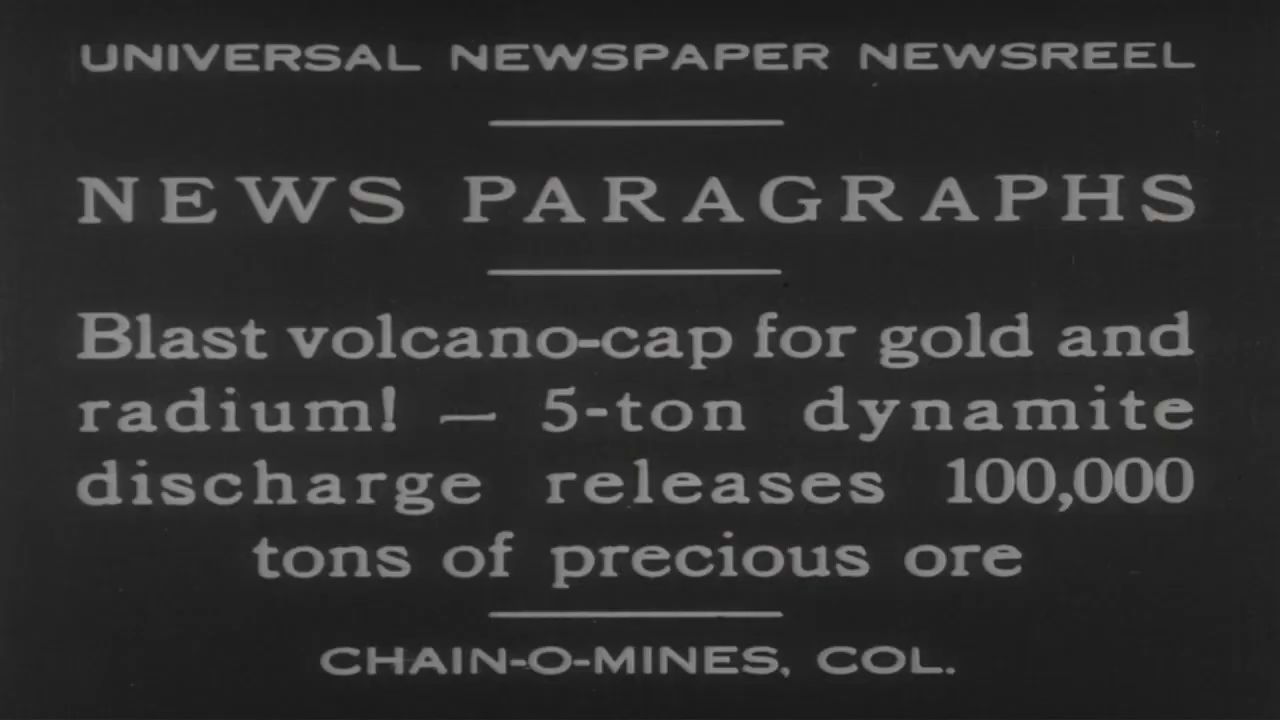 UNIVERSAL NEWSPAPER NEWSREEL
NEWS PARAGRAPHS
Blast volcano-cap for gold and
radium! — 5-ton dynamite
discharge releases 100,000
tons of precious ore
CHAIN-O-MINES, COL.